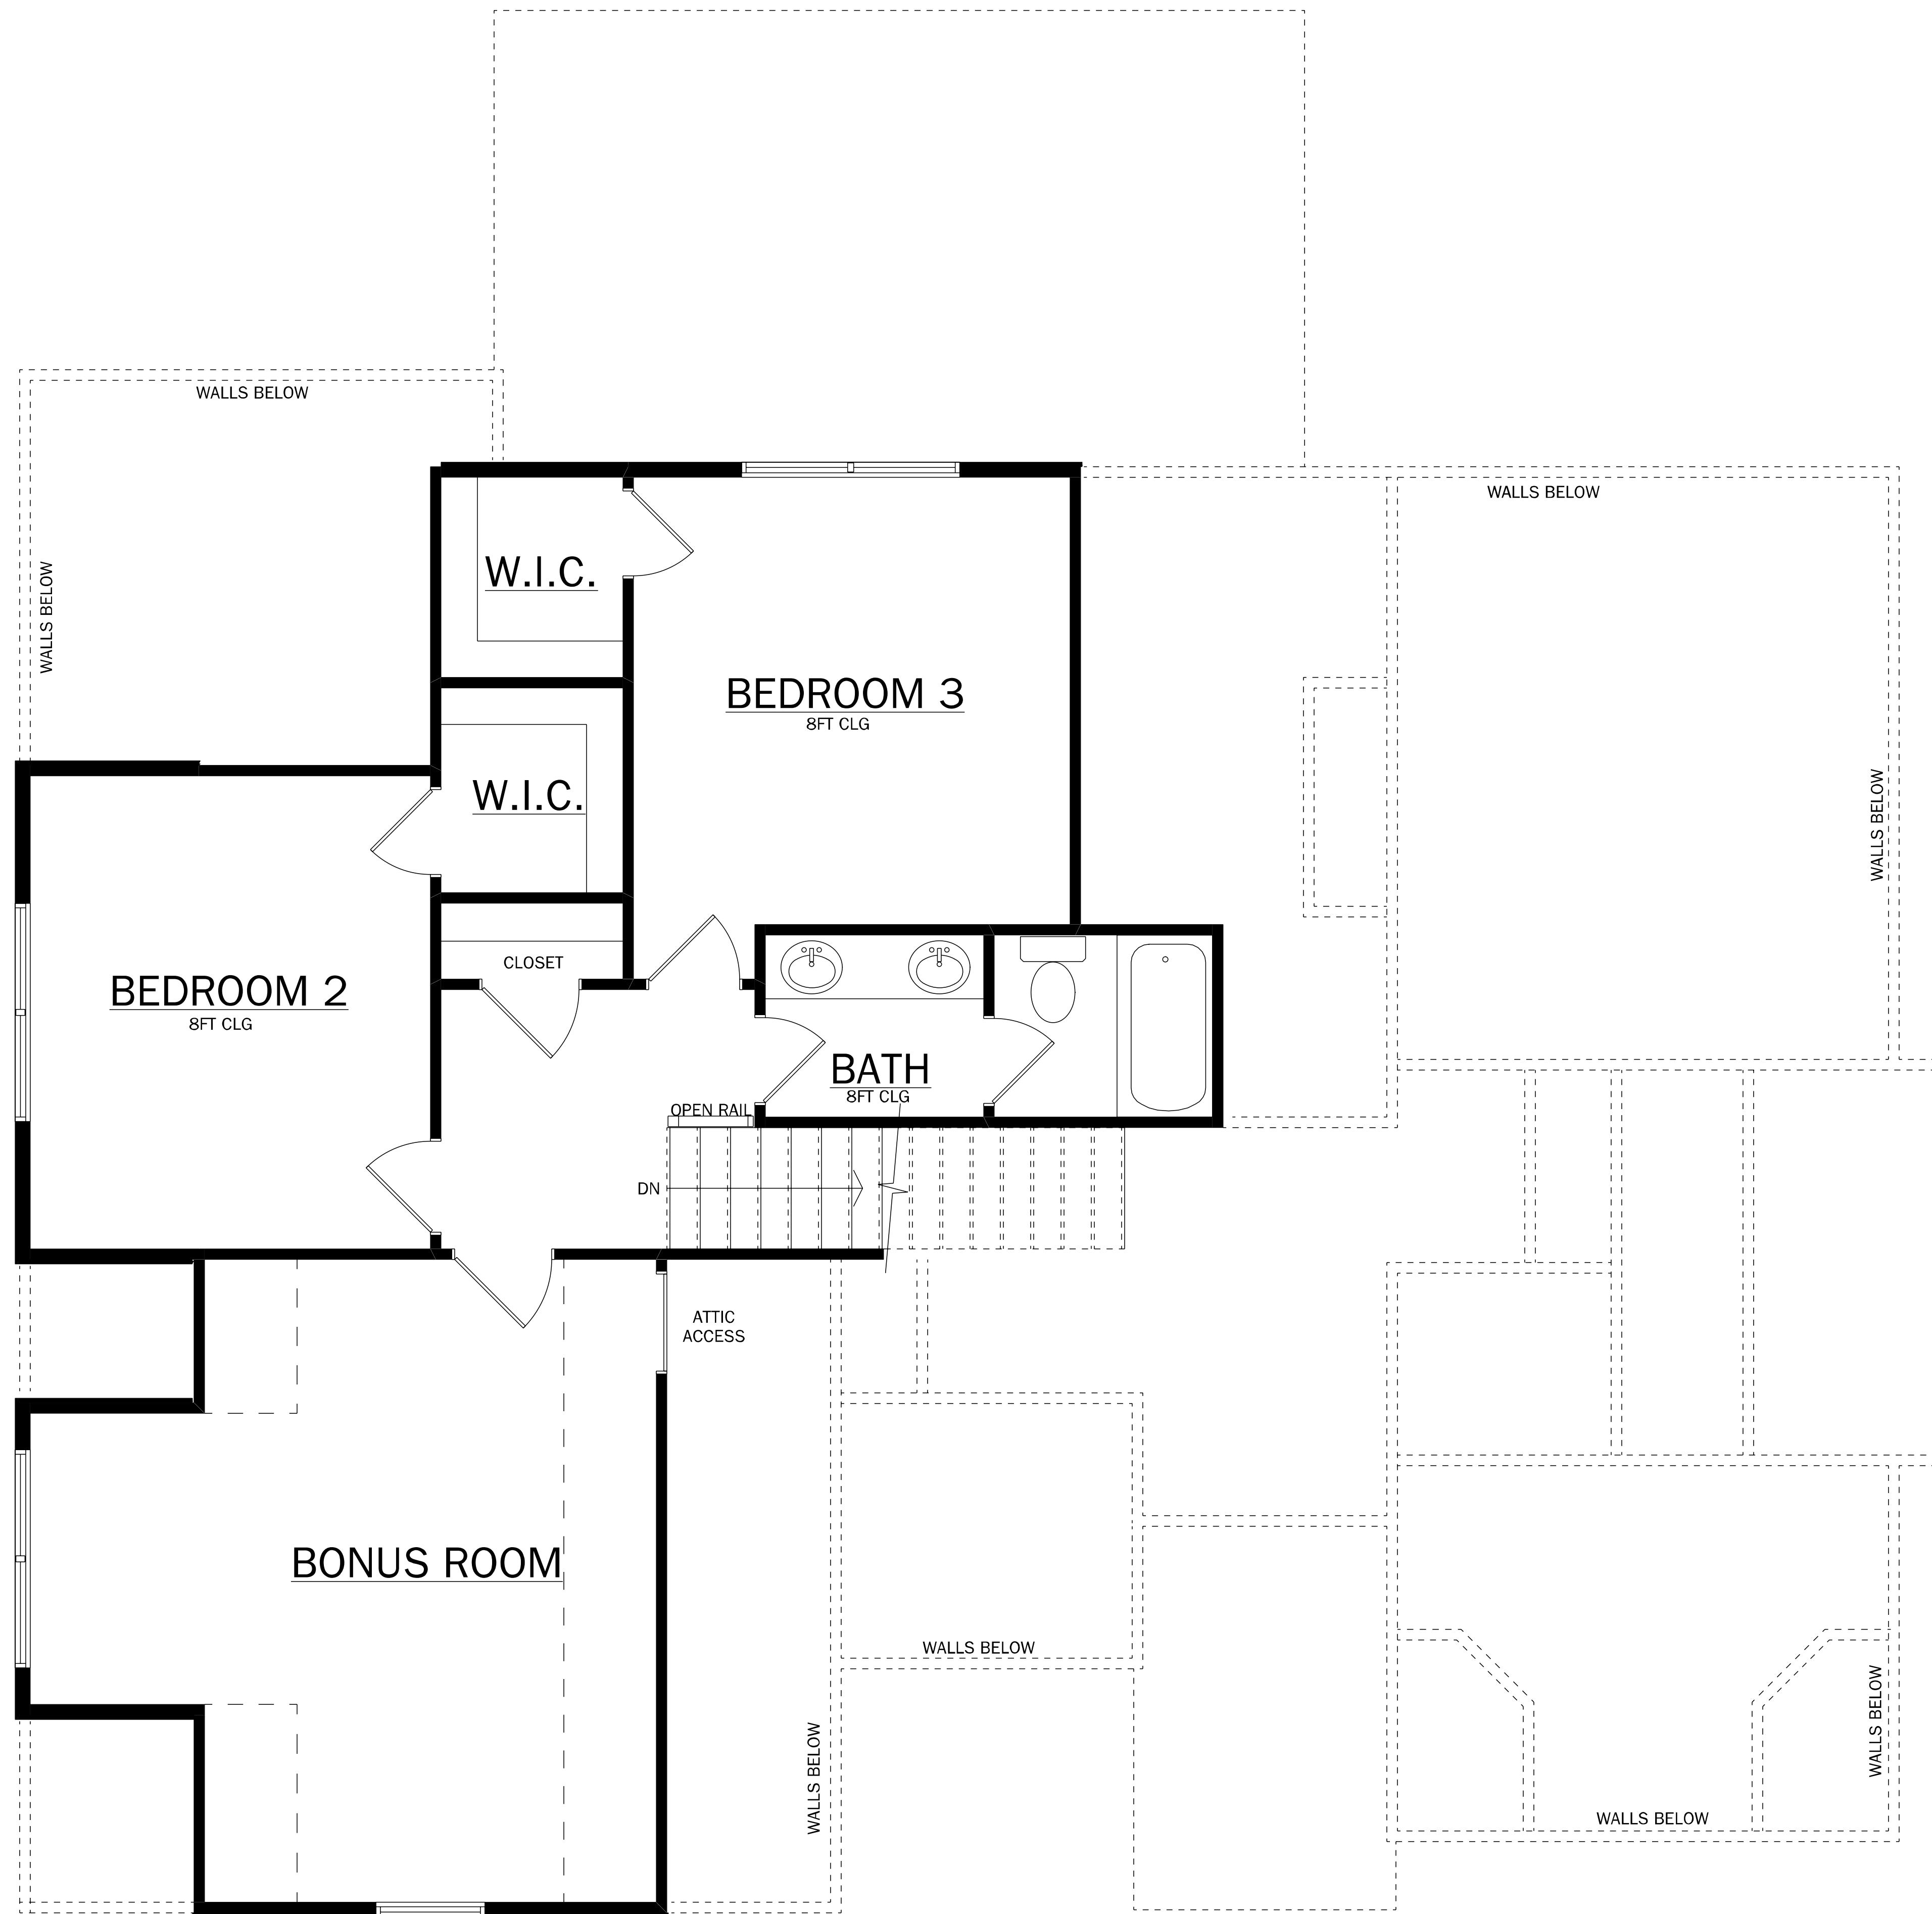 WALLS BELOW
WALLS BELOW
WALLS BELOW
W.I.C.
BEDROOM 3
8FT CLG
W.I.C.
WALLS BELOW
CLOSET
BEDROOM 2
8FT CLG
BATH
8FT CLG
OPEN RAIL
DN
ATTIC
ACCESS
BONUS ROOM
WALLS BELOW
WALLS BELOW
WALLS BELOW
WALLS BELOW